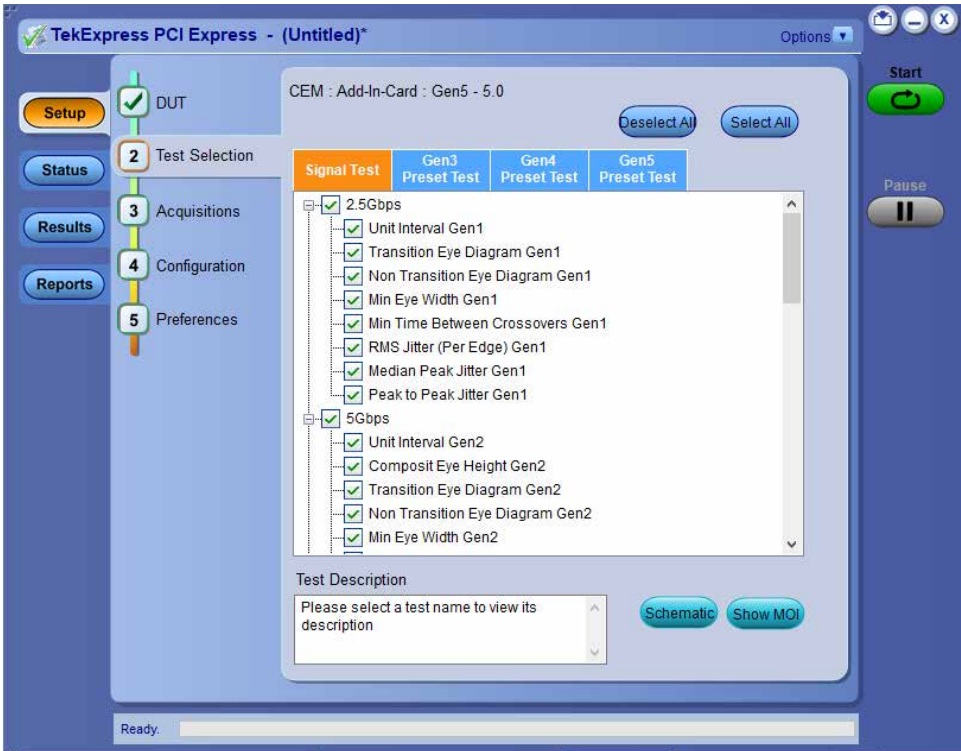 TekExpress PCI Express - (Untitled)*
Options
X
Start
Pause
Setup
Status
Results
Reports
DUT
2 Test Selection
3 Acquisitions
4 Configuration
5 Preferences
CEM : Add-In-Card : Gen5 - 5.0
Deselect All
Select All
Signal Test
Gen3
Preset Test
Gen4
Preset Test
Gen5
Preset Test
2.5Gbps
Unit Interval Gen1
Transition Eye Diagram Gen1
Non Transition Eye Diagram Gen1
Min Eye Width Gen1
Min Time Between Crossovers Gen1
RMS Jitter (Per Edge) Gen1
Median Peak Jitter Gen1
Peak to Peak Jitter Gen1
5Gbps
Unit Interval Gen2
Composit Eye Height Gen2
Transition Eye Diagram Gen2
Non Transition Eye Diagram Gen2
Min Eye Width Gen2
Test Description
Please select a test name to view its
description
Schematic
Show MOI
Ready.